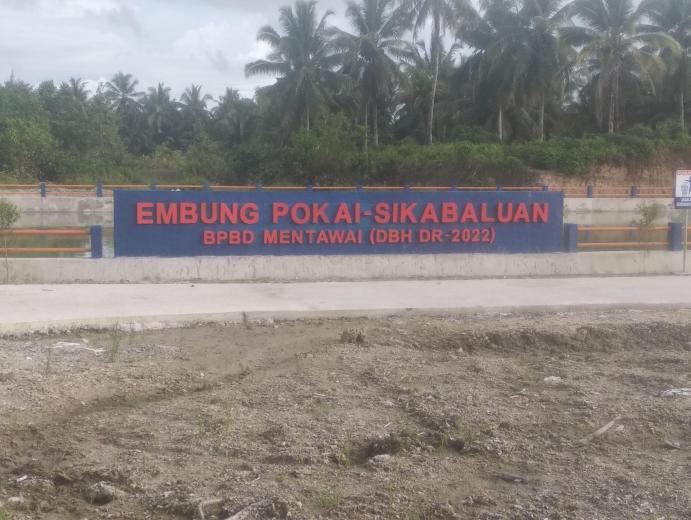 EMBUNG POKAI-SIKABALUAN
BPBD MENTAWAI (DBH DR-2022)